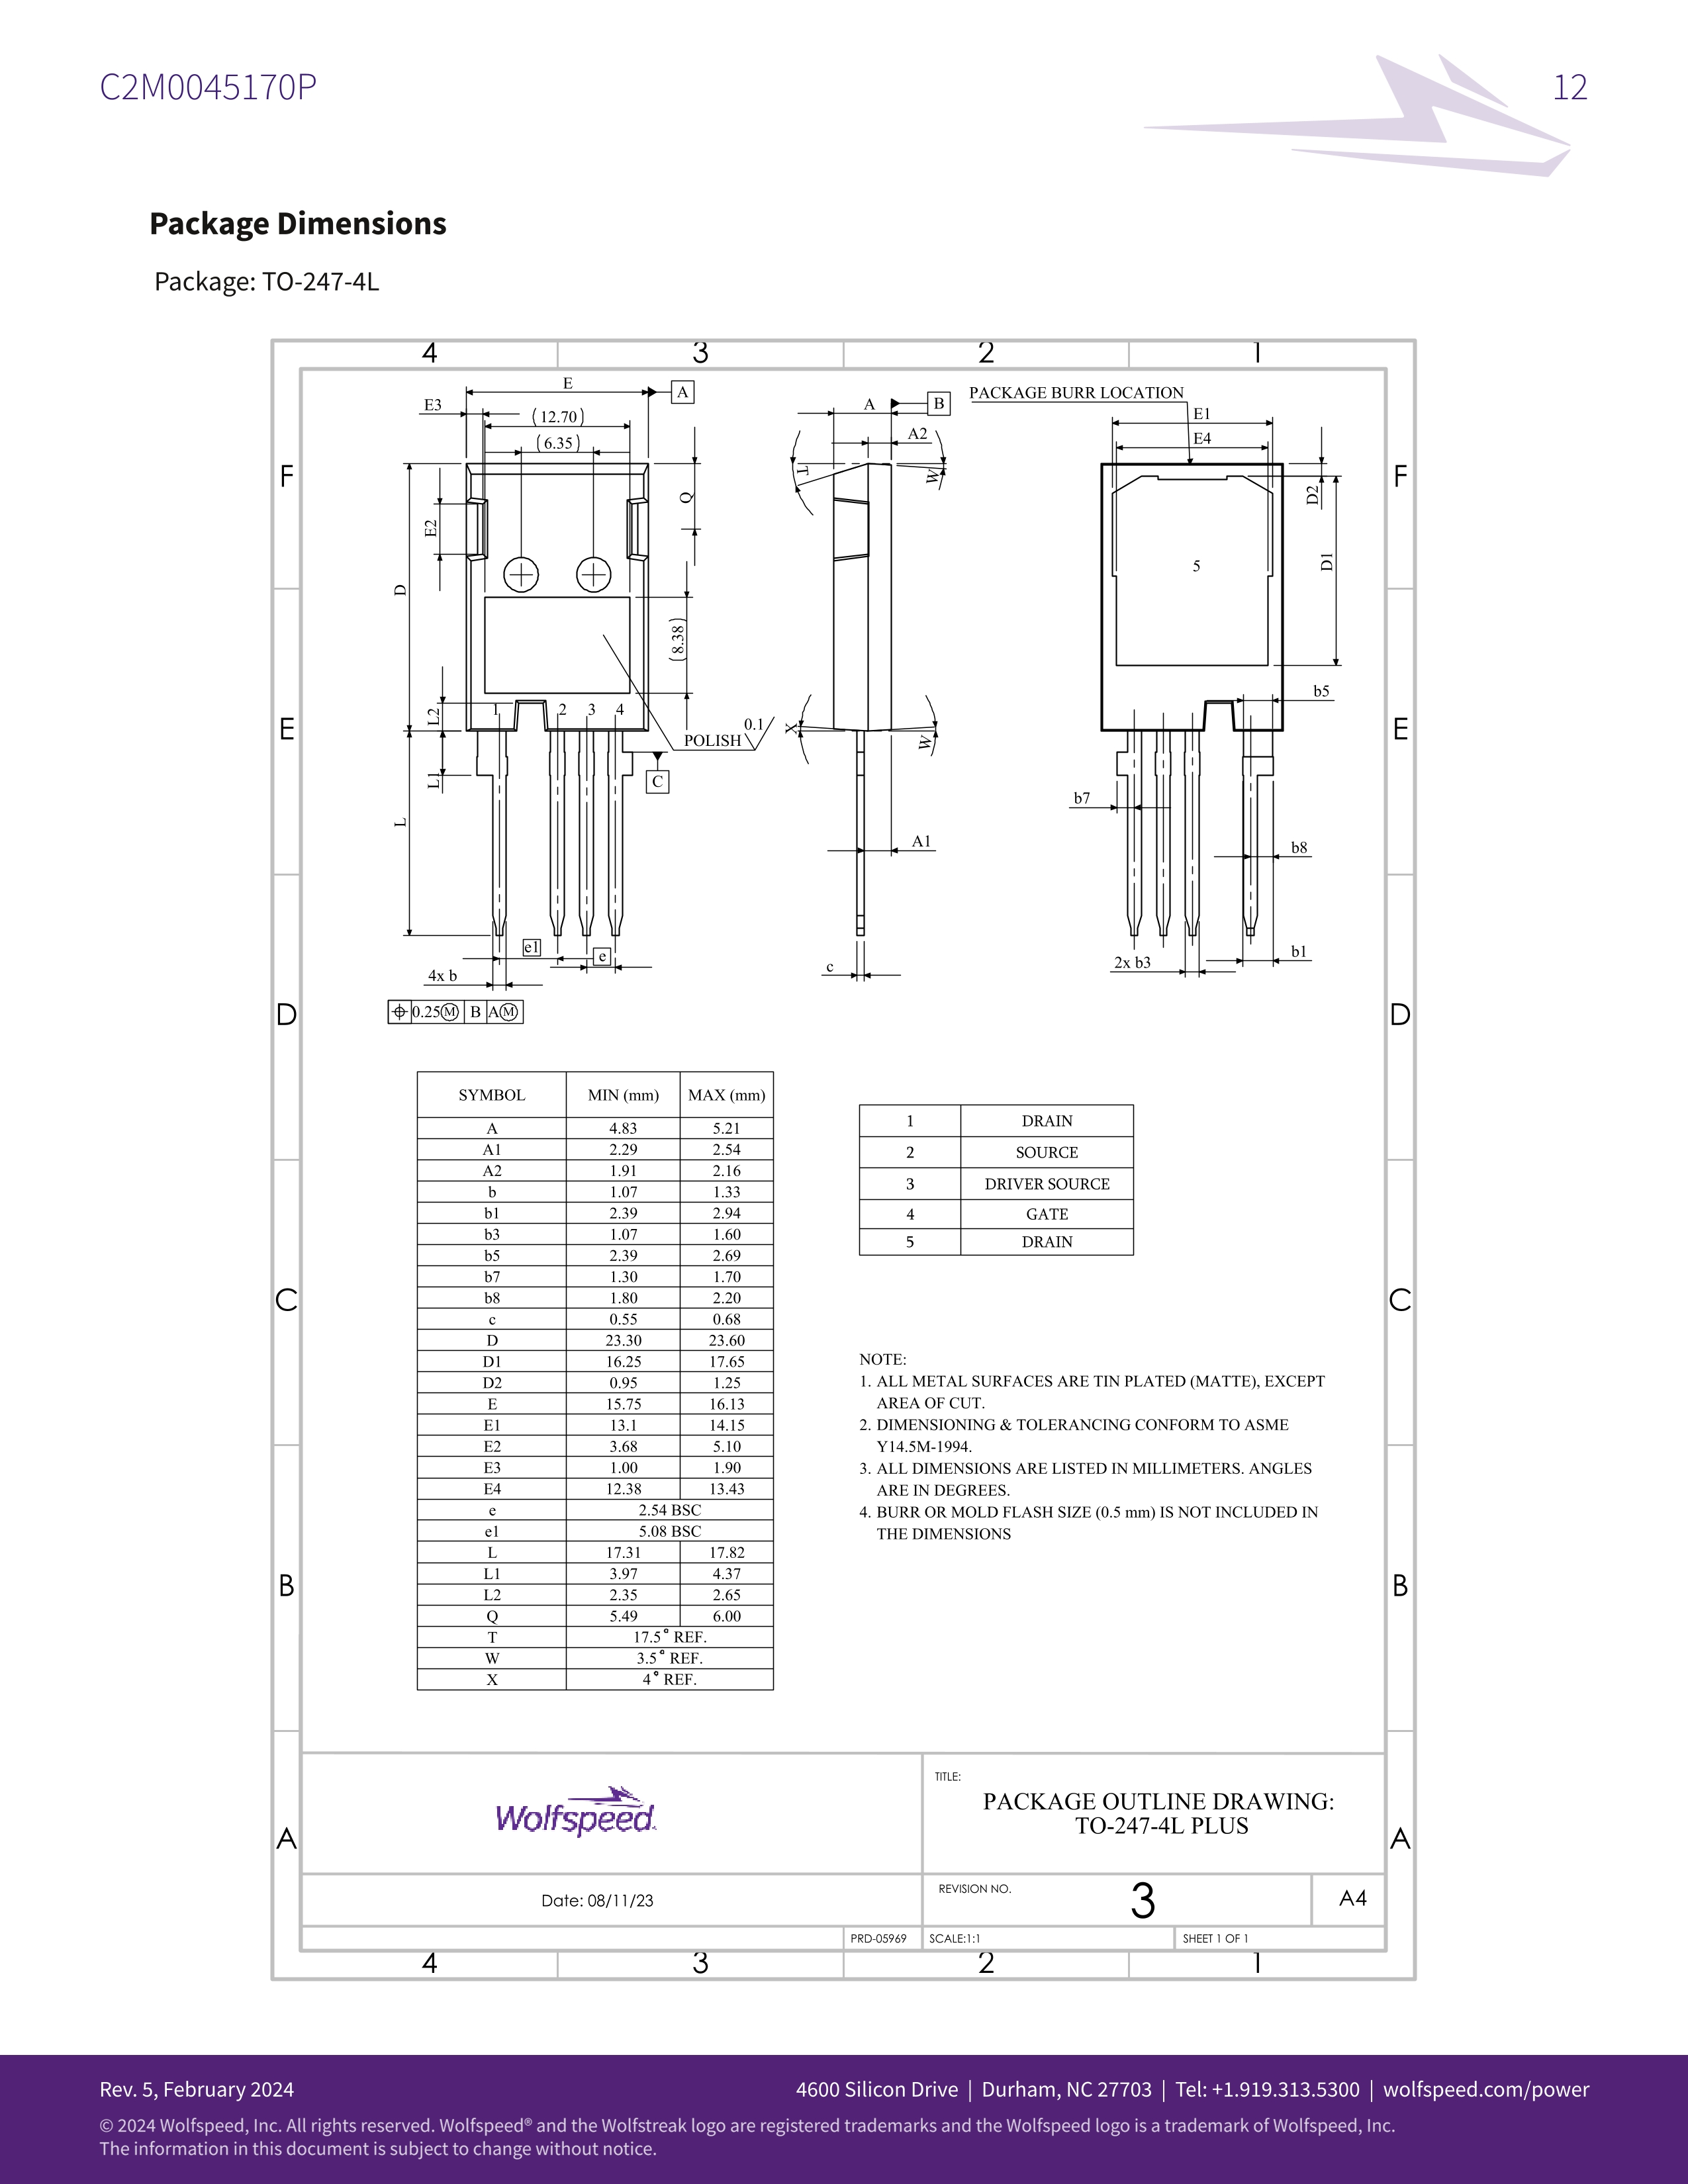 C2M0045170P
12
Package Dimensions
Package: TO-247-4L
4 3 2 1
F F
E E
D D
C C
B B
A A
E
A
E3
(12.70)
(6.35)
Q
E2
D
(8.38)
L2
1 2 3 4
L1
POLISH 0.1
C
L
e1
e
4x b
0.25Ⓜ B AⓂ
A
B
A2
T
W
X
W
A1
c
PACKAGE BURR LOCATION
E1
E4
D2
D1
5
b5
b7
b8
b1
2x b3
SYMBOL MIN (mm) MAX (mm)
A 4.83 5.21
A1 2.29 2.54
A2 1.91 2.16
b 1.07 1.33
b1 2.39 2.94
b3 1.07 1.60
b5 2.39 2.69
b7 1.30 1.70
b8 1.80 2.20
c 0.55 0.68
D 23.30 23.60
D1 16.25 17.65
D2 0.95 1.25
E 15.75 16.13
E1 13.1 14.15
E2 3.68 5.10
E3 1.00 1.90
E4 12.38 13.43
e 2.54 BSC
e1 5.08 BSC
L 17.31 17.82
L1 3.97 4.37
L2 2.35 2.65
Q 5.49 6.00
T 17.5° REF.
W 3.5° REF.
X 4° REF.
1 DRAIN
2 SOURCE
3 DRIVER SOURCE
4 GATE
5 DRAIN
NOTE:
1. ALL METAL SURFACES ARE TIN PLATED (MATTE), EXCEPT
AREA OF CUT.
2. DIMENSIONING & TOLERANCING CONFORM TO ASME
Y14.5M-1994.
3. ALL DIMENSIONS ARE LISTED IN MILLIMETERS. ANGLES
ARE IN DEGREES.
4. BURR OR MOLD FLASH SIZE (0.5 mm) IS NOT INCLUDED IN
THE DIMENSIONS
Wolfspeed.
TITLE:
PACKAGE OUTLINE DRAWING:
TO-247-4L PLUS
Date: 08/11/23
REVISION NO.
3
A4
PRD-05969 SCALE:1:1 SHEET 1 OF 1
4 3 2 1
Rev. 5, February 2024
4600 Silicon Drive | Durham, NC 27703 | Tel: +1.919.313.5300 | wolfspeed.com/power
© 2024 Wolfspeed, Inc. All rights reserved. Wolfspeed® and the Wolfstreak logo are registered trademarks and the Wolfspeed logo is a trademark of Wolfspeed, Inc.
The information in this document is subject to change without notice.